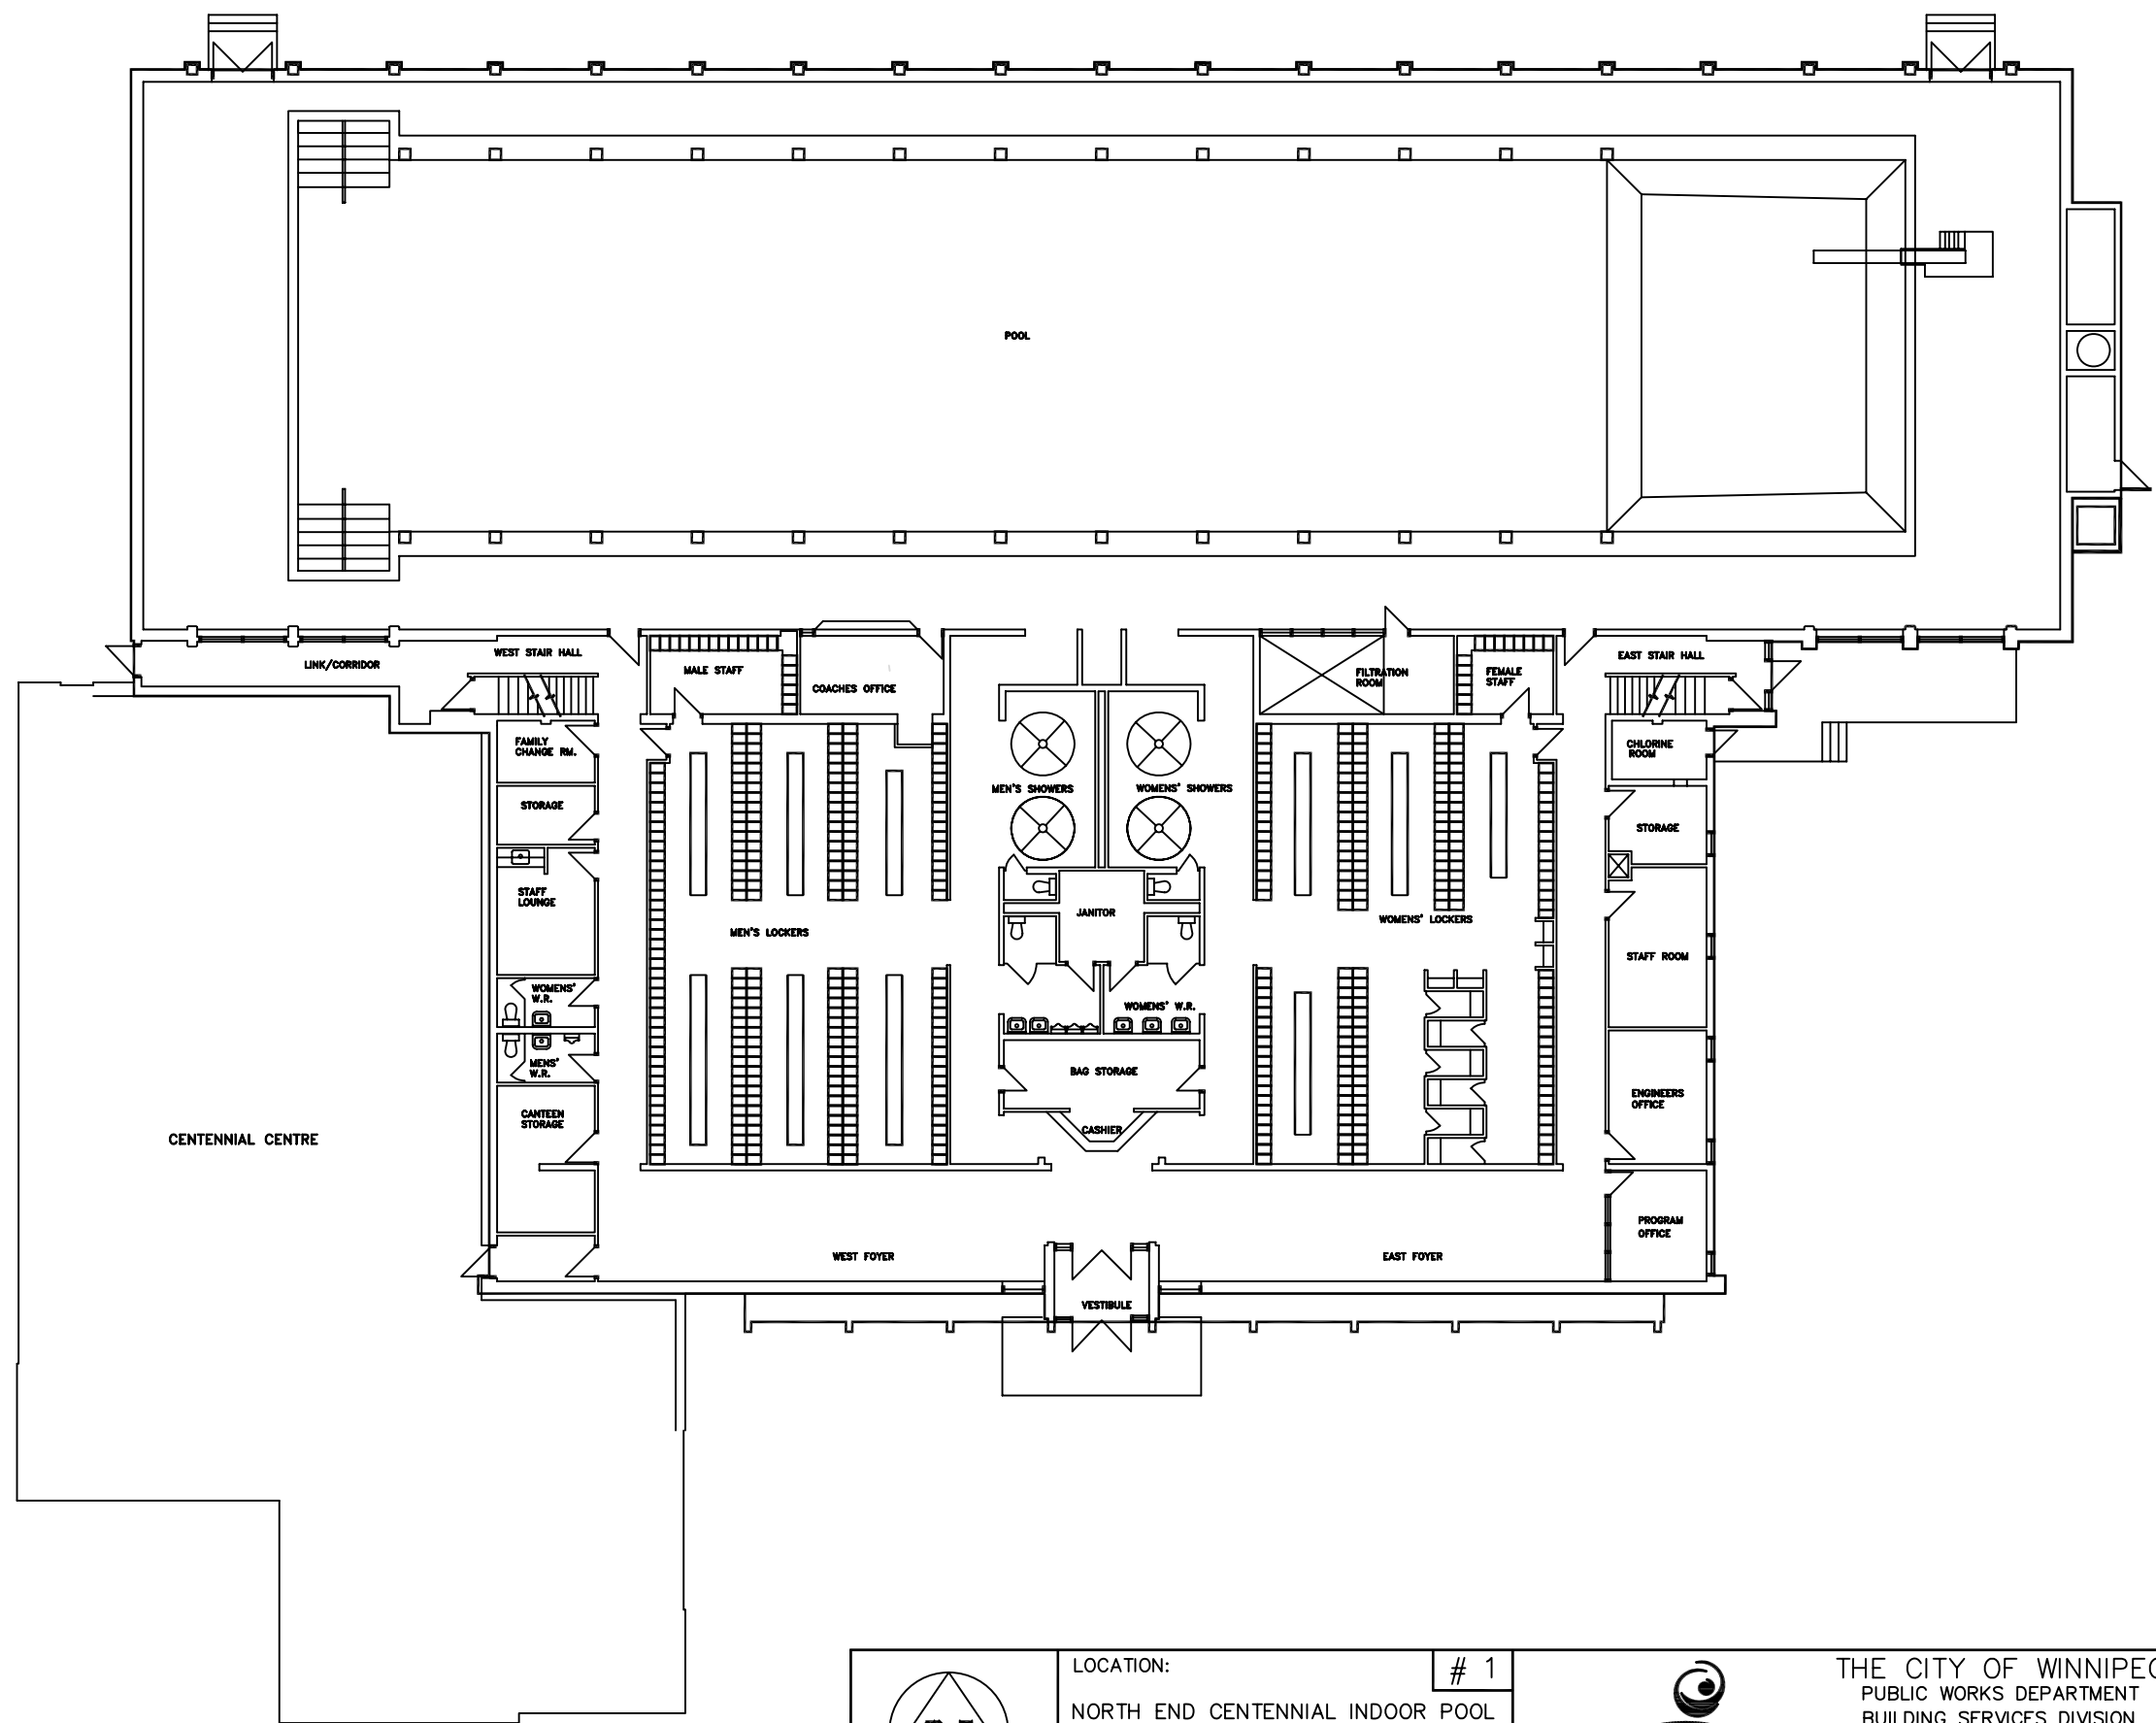 POOL
LINK/CORRIDOR
WEST STAIR HALL
MALE STAFF
COACHES OFFICE
FILTRATION
ROOM
FEMALE
STAFF
EAST STAIR HALL
FAMILY
CHANGE RM.
CHLORINE
ROOM
STORAGE
MEN'S SHOWERS
WOMENS' SHOWERS
STORAGE
STAFF
LOUNGE
MEN'S LOCKERS
JANITOR
WOMENS' LOCKERS
STAFF ROOM
WOMENS'
W.R.
WOMENS' W.R.
MENS'
W.R.
BAG STORAGE
ENGINEERS
OFFICE
CANTEEN
STORAGE
CASHIER
CENTENNIAL CENTRE
PROGRAM
OFFICE
WEST FOYER
EAST FOYER
VESTIBULE
LOCATION:
# 1
NORTH END CENTENNIAL INDOOR POOL
THE CITY OF WINNIPEG
PUBLIC WORKS DEPARTMENT
BUILDING SERVICES DIVISION